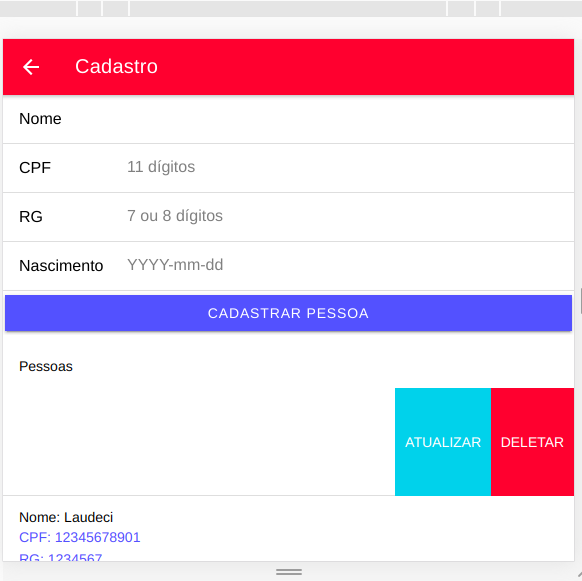 Cadastro
Nome
CPF 11 dígitos
RG 7 ou 8 dígitos
Nascimento YYYY-mm-dd
CADASTRAR PESSOA
Pessoas
ATUALIZAR DELETAR
Nome: Laudeci
CPF: 12345678901
RG: 1234567